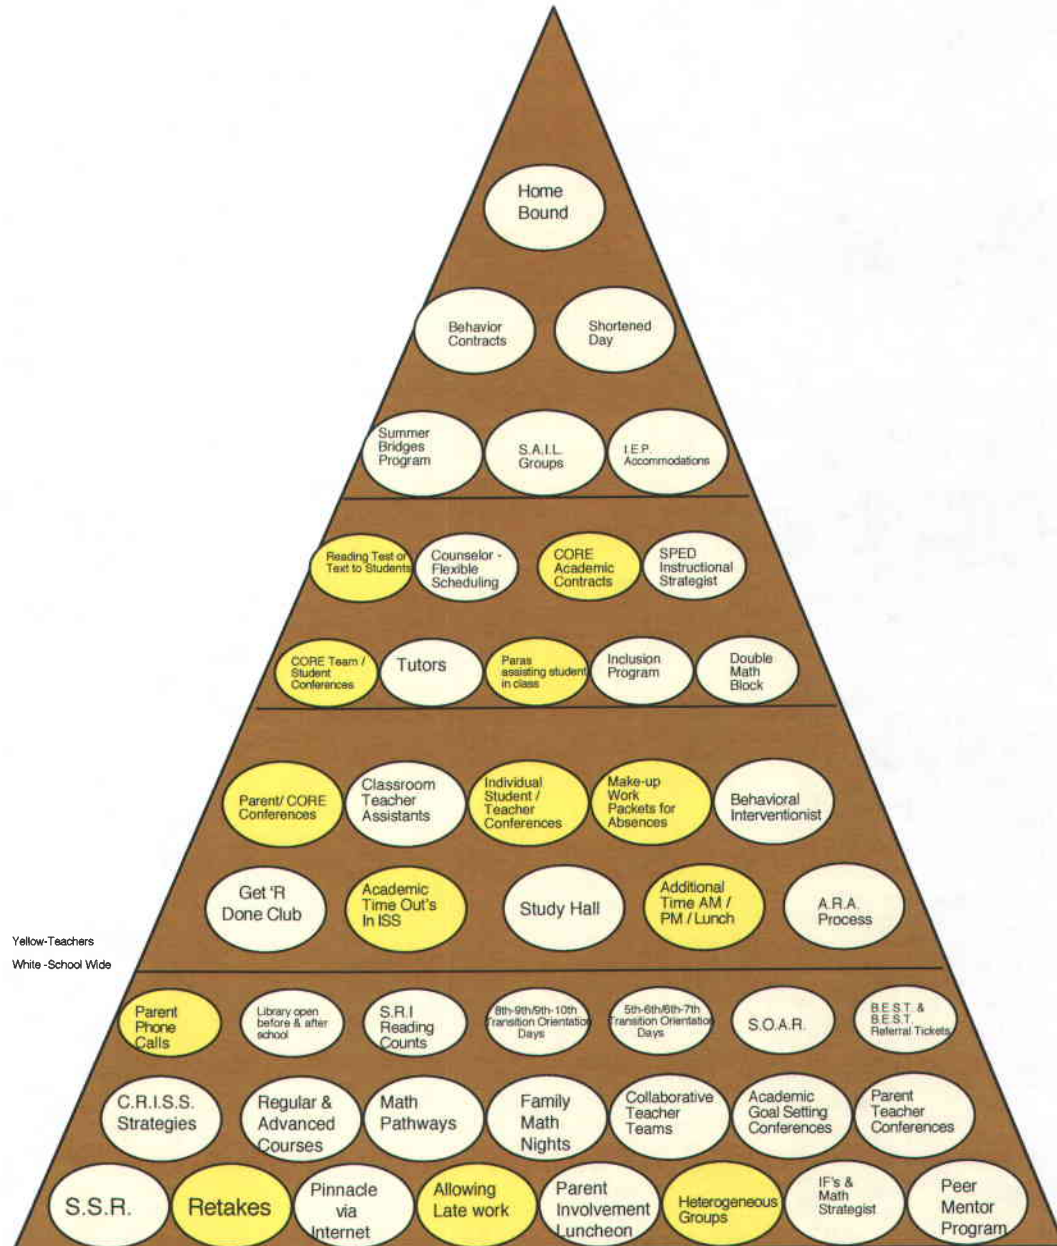 Home
Bound
Behavior
Contracts
Shortened
Day
Summer
Bridges
Program
S.A.I.L.
Groups
I.E.P.
Accommodations
Reading Test or
Text to Students
Counselor -
Flexible
Scheduling
CORE
Academic
Contracts
SPED
Instructional
Strategist
CORE Team /
Student
Conferences
Tutors
Paras
assisting student
in class
Inclusion
Program
Double
Math
Block
Parent/ CORE
Conferences
Classroom
Teacher
Assistants
Individual
Student /
Teacher
Conferences
Make-up
Work
Packets for
Absences
Behavioral
Interventionist
Get 'R
Done Club
Academic
Time Out's
In ISS
Study Hall
Additional
Time AM /
PM / Lunch
A.R.A.
Process
Yellow-Teachers
White -School Wide
Parent
Phone
Calls
Library open
before & after
school
S.R.I
Reading
Counts
8th-9th/9th-10th
Transition Orientation
Days
5th-6th/6th-7th
Transition Orientation
Days
S.O.A.R.
B.E.S.T. &
B.E.S.T.
Referral Tickets
C.R.I.S.S.
Strategies
Regular &
Advanced
Courses
Math
Pathways
Family
Math
Nights
Collaborative
Teacher
Teams
Academic
Goal Setting
Conferences
Parent
Teacher
Conferences
S.S.R.
Retakes
Pinnacle
via
Internet
Allowing
Late work
Parent
Involvement
Luncheon
Heterogeneous
Groups
IF's &
Math
Strategist
Peer
Mentor
Program